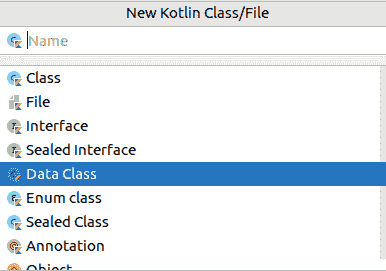 New Kotlin Class/File
Name
Class
File
Interface
Sealed Interface
Data Class
Enum class
Sealed Class
Annotation
Object